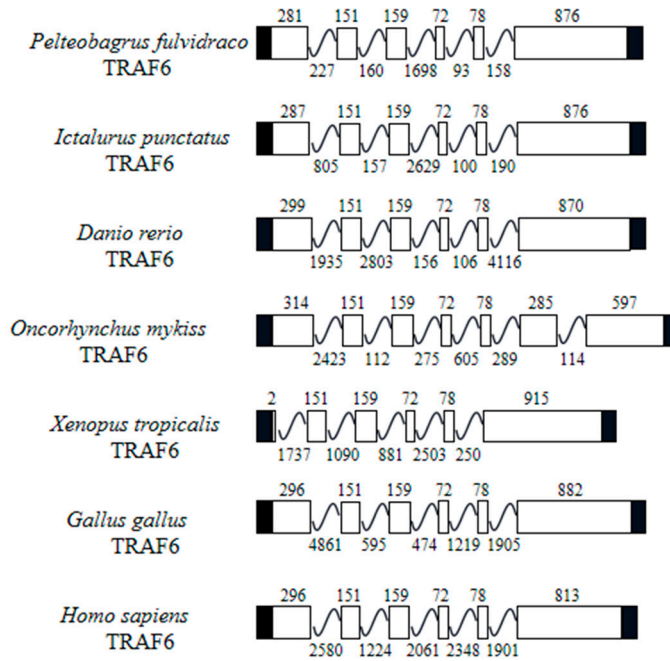 281 151 159 72 78 876
Pelteobagrus fulvidraco
TRAF6
227 160 1698 93 158
287 151 159 72 78 876
Ictalurus punctatus
TRAF6
805 157 2629 100 190
299 151 159 72 78 870
Danio rerio
TRAF6
1935 2803 156 106 4116
314 151 159 72 78 285 597
Oncorhynchus mykiss
TRAF6
2423 112 275 605 289 114
2 151 159 72 78 915
Xenopus tropicalis
TRAF6
1737 1090 881 2503 250
296 151 159 72 78 882
Gallus gallus
TRAF6
4861 595 474 1219 1905
296 151 159 72 78 813
Homo sapiens
TRAF6
2580 1224 2061 2348 1901